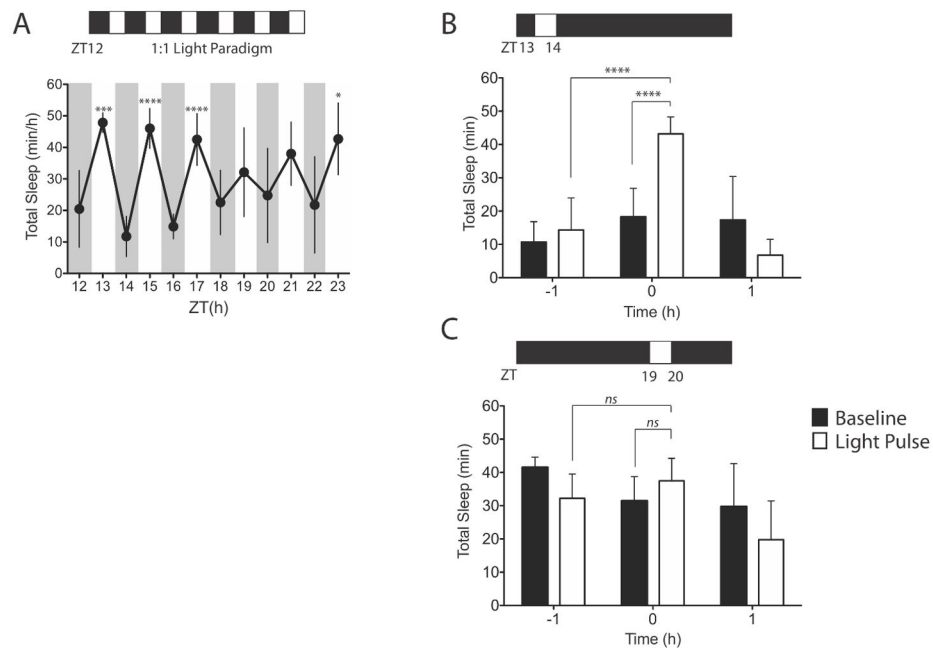 A
ZT12 1:1 Light Paradigm
Total Sleep (min/h)
60
50
40
30
20
10
0
*** **** **** *
12 13 14 15 16 17 18 19 20 21 22 23
ZT(h)
B
ZT 13 14
Total Sleep (min)
60
50
40
30
20
10
0
****
****
-1 0 1
Time (h)
C
ZT 19 20
Total Sleep (min)
60
50
40
30
20
10
0
ns
ns
-1 0 1
Time (h)
Baseline
Light Pulse